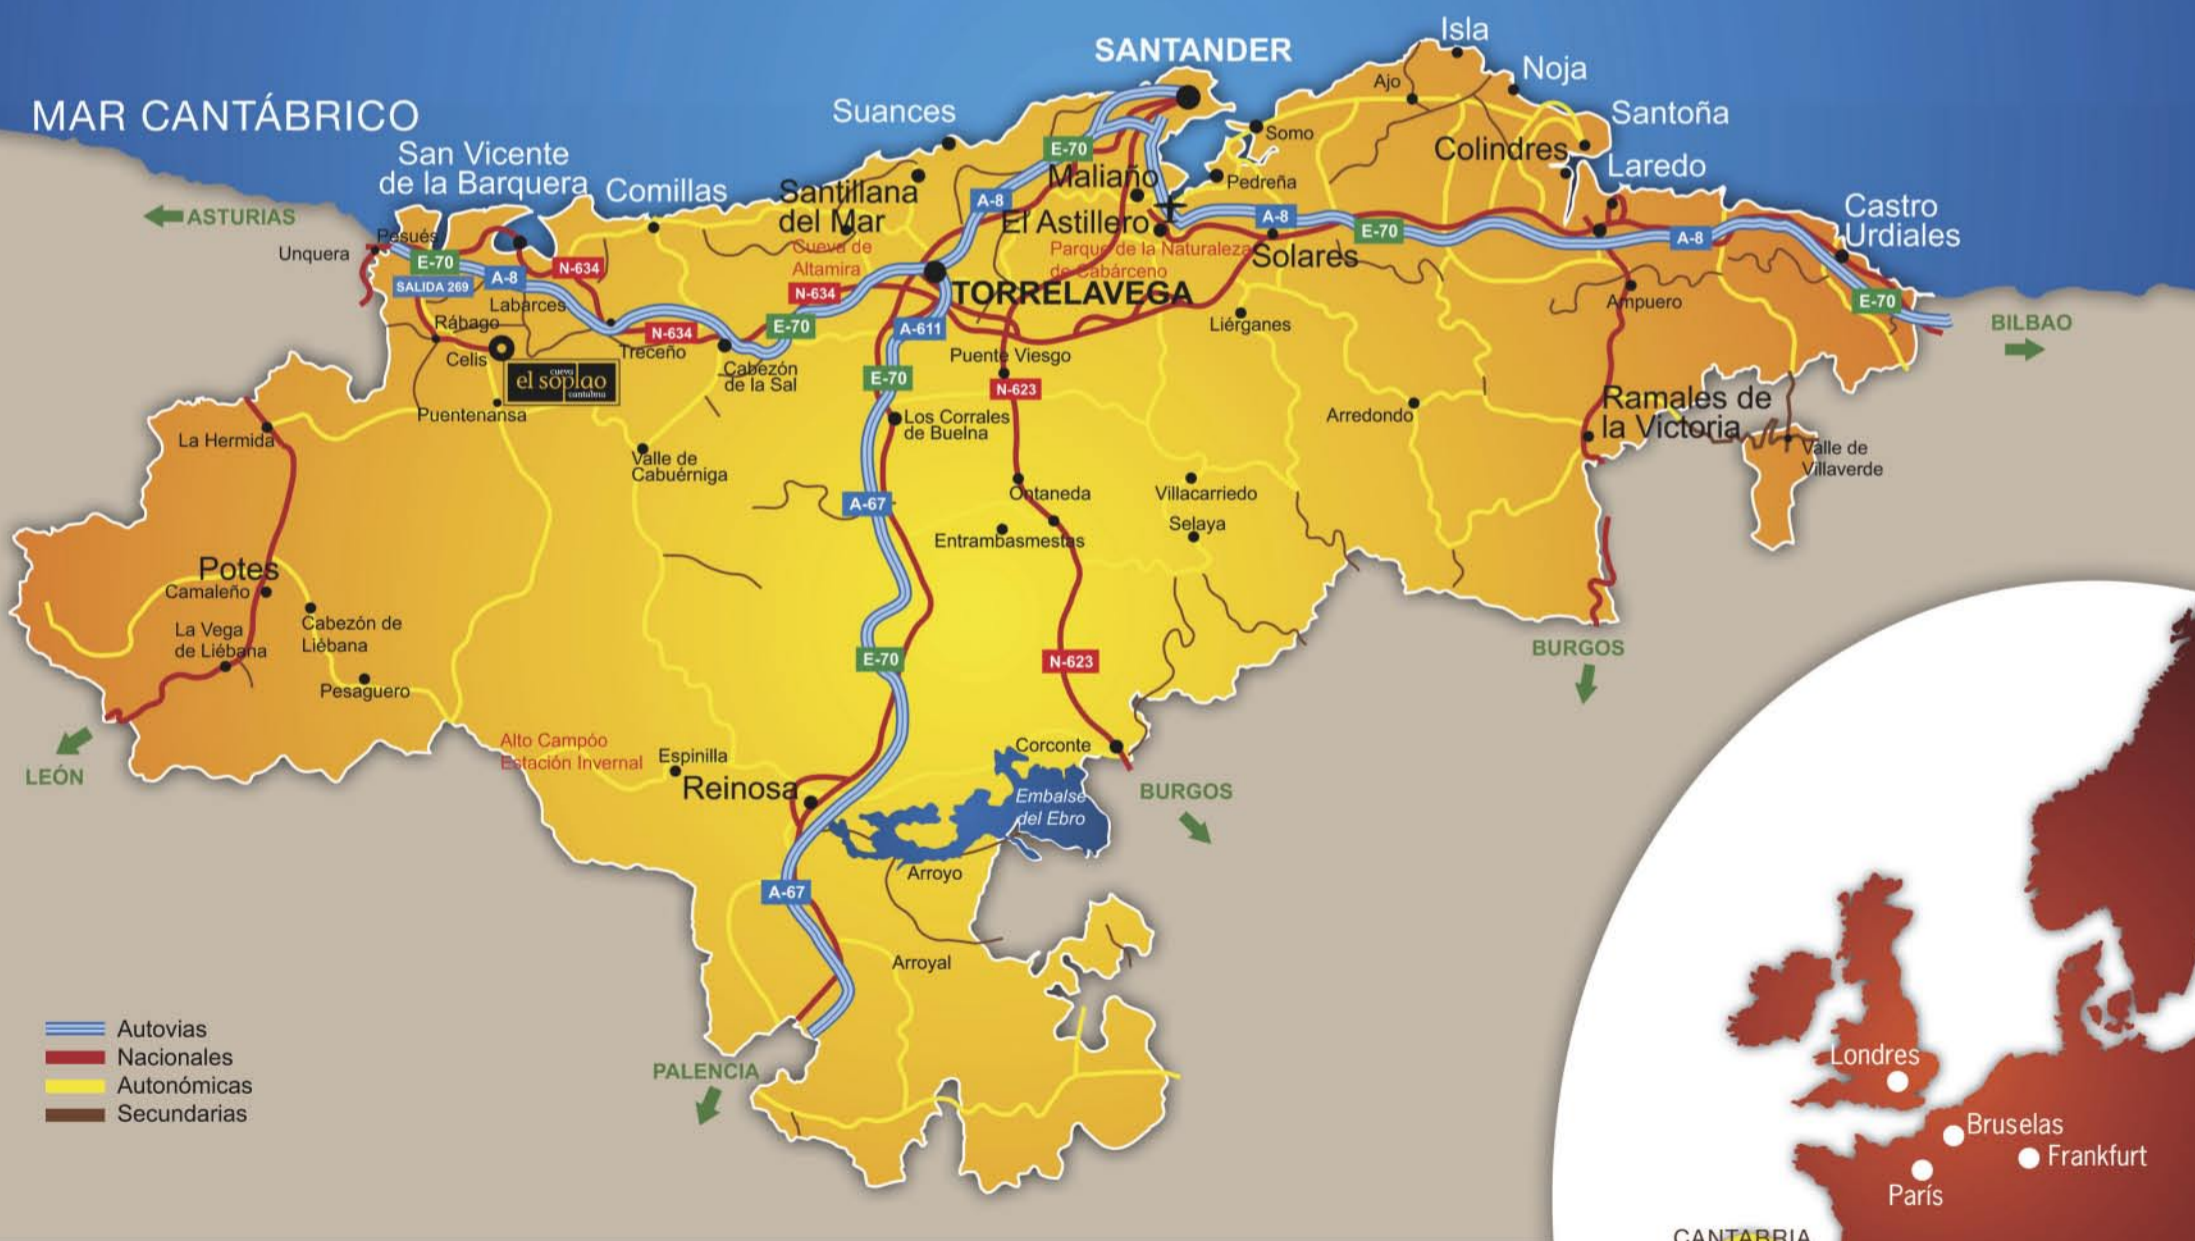 Isla
SANTANDER
Noja
Ajo
MAR CANTÁBRICO
Suances
Santoña
Somo
E-70
Colindres
San Vicente
de la Barquera
Laredo
Comillas
Santillana
del Mar
Maliaño
Pedreña
A-8
El Astillero
A-8
ASTURIAS
Castro
Urdiales
E-70
A-8
Pesués
Unquera
Cueva de
Altamira
Parque de la Naturaleza
de Cabárceno
Solares
E-70
A-8
N-634
SALIDA 269
N-634
TORRELAVEGA
Labarces
Ampuero
E-70
Rábago
N-634
E-70
A-611
Liérganes
BILBAO
Treceño
Celis
Puente Viesgo
cueva
el soplao
cantabria
Cabezón
de la Sal
E-70
N-623
Puentenansa
Los Corrales
de Buelna
Arredondo
Ramales de
la Victoria
La Hermida
Valle de
Cabuérniga
Valle de
Villaverde
A-67
Ontaneda
Villacarriedo
Selaya
Entrambasmestas
Potes
Camaleño
Cabezón de
Liébana
La Vega
de Liébana
BURGOS
E-70
N-623
Pesaguero
Alto Campóo
Estación Invernal
Espinilla
Corconte
LEÓN
Reinosa
Embalse
del Ebro
BURGOS
Arroyo
A-67
Arroyal
Autovias
Nacionales
Autonómicas
Secundarias
PALENCIA
Londres
Bruselas
Frankfurt
París
CANTABRIA